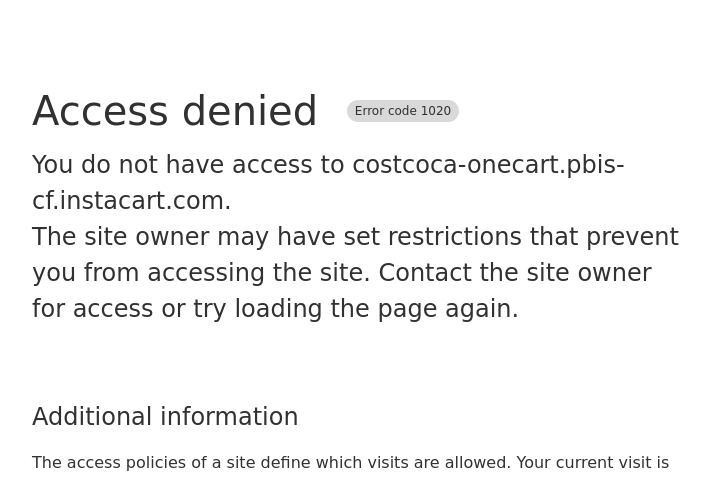 Access denied
Error code 1020
You do not have access to costcoca-onecart.pbis-
cf.instacart.com.
The site owner may have set restrictions that prevent
you from accessing the site. Contact the site owner
for access or try loading the page again.
Additional information
The access policies of a site define which visits are allowed. Your current visit is